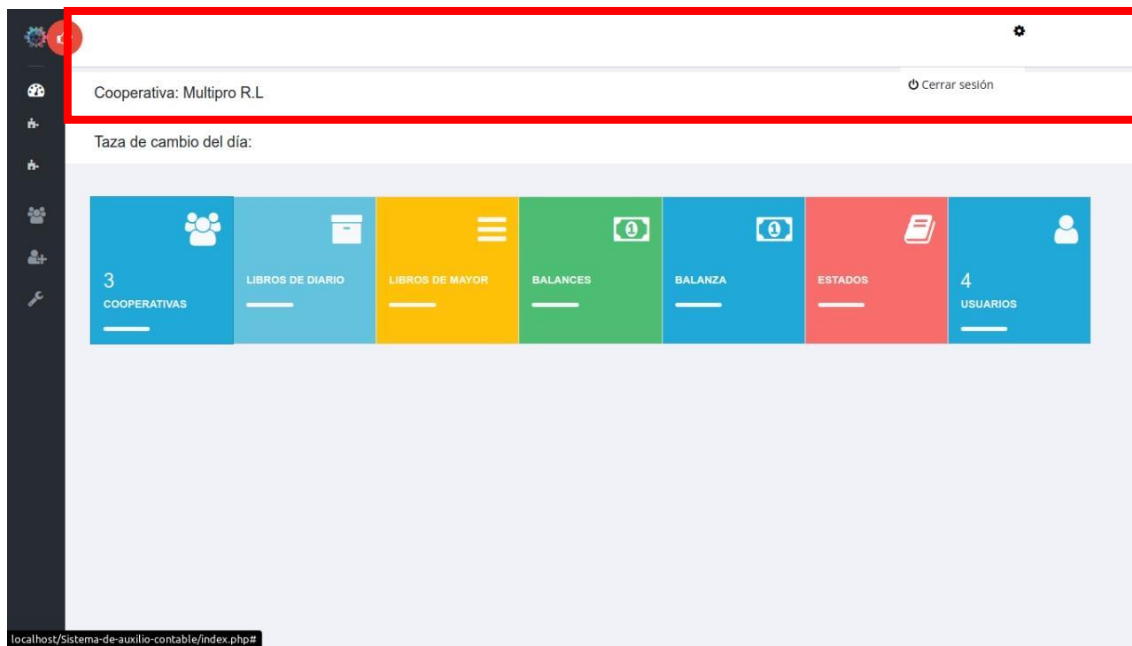 Cerrar sesión
Cooperativa: Multipro R.L
Taza de cambio del día:
3
COOPERATIVAS
LIBROS DE DIARIO
LIBROS DE MAYOR
BALANCES
BALANZA
ESTADOS
4
USUARIOS
localhost/Sistema-de-auxilio-contable/index.php#